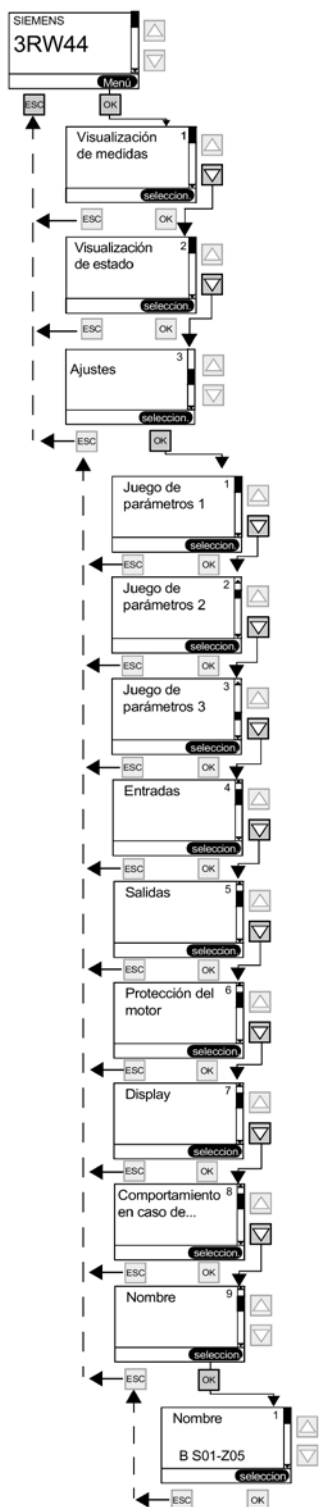 SIEMENS
3RW44
Menú
ESC
OK
Visualización
de medidas
1
seleccion.
ESC
OK
Visualización
de estado
2
seleccion.
ESC
OK
Ajustes
3
seleccion.
ESC
OK
Juego de
parámetros 1
1
seleccion.
ESC
OK
Juego de
parámetros 2
2
seleccion.
ESC
OK
Juego de
parámetros 3
3
seleccion.
ESC
OK
Entradas
4
seleccion.
ESC
OK
Salidas
5
seleccion.
ESC
OK
Protección del
motor
6
seleccion.
ESC
OK
Display
7
seleccion
ESC
OK
Comportamiento
en caso de...
8
seleccion.
ESC
OK
Nombre
9
seleccion
ESC
OK
Nombre
1
B S01-Z05
seleccion
ESC
OK